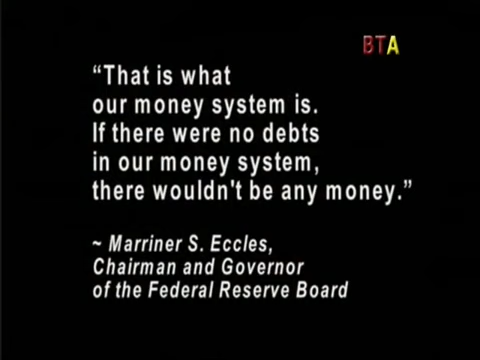 BTA
“That is what
our money system is.
If there were no debts
in our money system,
there wouldn't be any money.”
~ Marriner S. Eccles,
Chairman and Governor
of the Federal Reserve Board